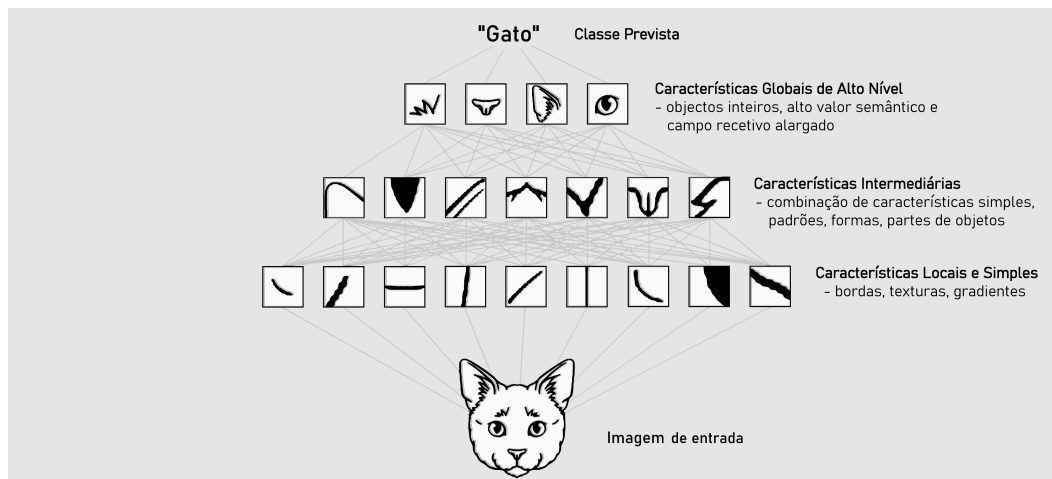 "Gato" Classe Prevista
Características Globais de Alto Nível
- objectos inteiros, alto valor semântico e
campo recetivo alargado
Características Intermediárias
- combinação de características simples,
padrões, formas, partes de objetos
Características Locais e Simples
- bordas, texturas, gradientes
Imagem de entrada